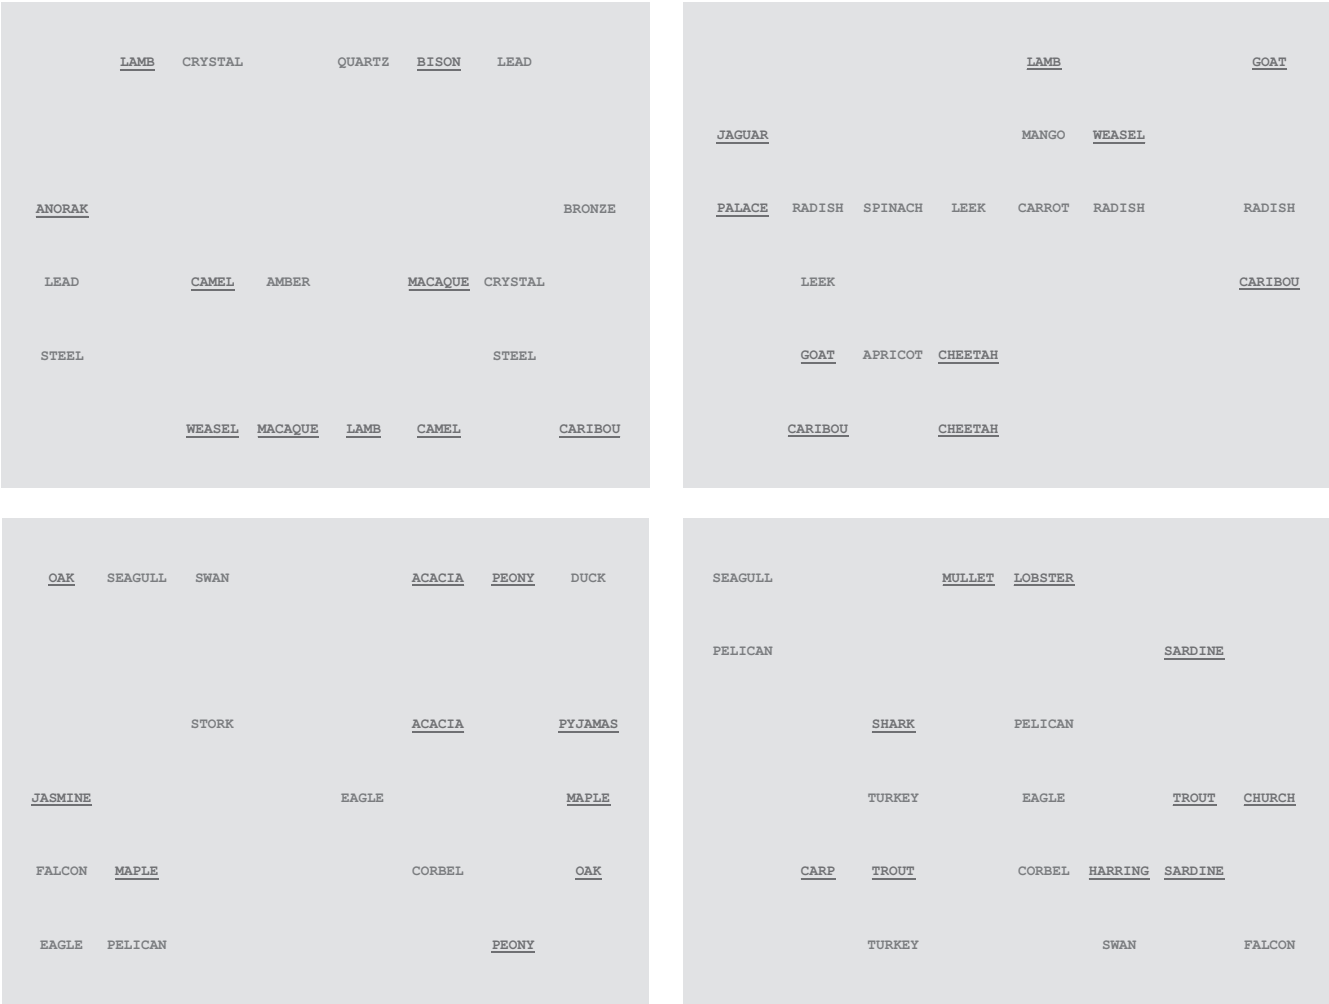 LAMB CRYSTAL QUARTZ BISON LEAD
ANORAK BRONZE
LEAD CAMEL AMBER MACAQUE CRYSTAL
STEEL STEEL
WEASEL MACAQUE LAMB CAMEL CARIBOU
LAMB GOAT
JAGUAR MANGO WEASEL
PALACE RADISH SPINACH LEEK CARROT RADISH RADISH
LEEK CARIBOU
GOAT APRICOT CHEETAH
CARIBOU CHEETAH
OAK SEAGULL SWAN ACACIA PEONY DUCK
STORK ACACIA PYJAMAS
JASMINE EAGLE MAPLE
FALCON MAPLE CORBEL OAK
EAGLE PELICAN PEONY
SEAGULL MULLET LOBSTER
PELICAN SARDINE
SHARK PELICAN
TURKEY EAGLE TROUT CHURCH
CARP TROUT CORBEL HARRING SARDINE
TURKEY SWAN FALCON